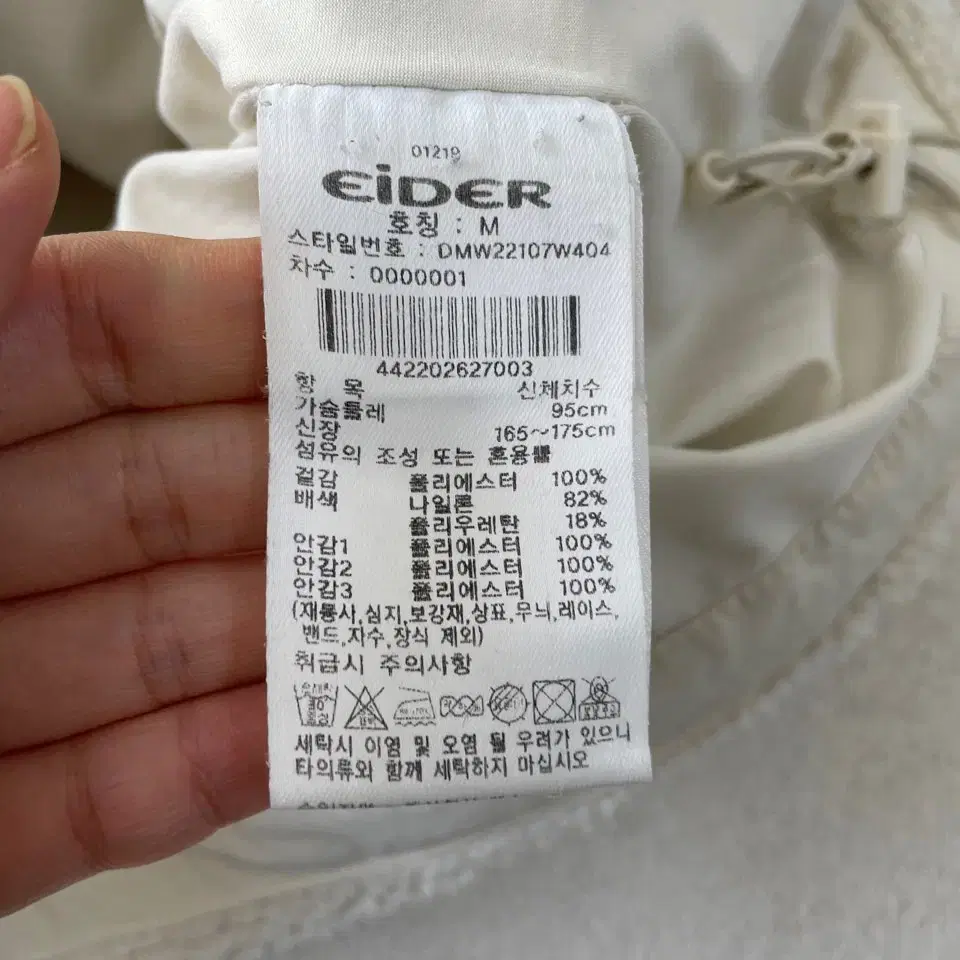 01219
EiDER
호칭 : M
스타일번호 : DMW22107W404
차수 : 0000001
442202627003
항 목 신체치수
가슴둘레 95cm
신장 165~175cm
섬유의 조성 또는 혼용률
겉감 폴리에스터 100%
배색 나일론 82%
폴리우레탄 18%
안감1 폴리에스터 100%
안감2 폴리에스터 100%
안감3 폴리에스터 100%
(재봉사,심지,보강재,상표,무늬,레이스,
밴드,자수,장식 제외)
취급시 주의사항
손세탁 30 중성
세탁시 이염 및 오염 될 우려가 있으니
타의류와 함께 세탁하지 마십시오